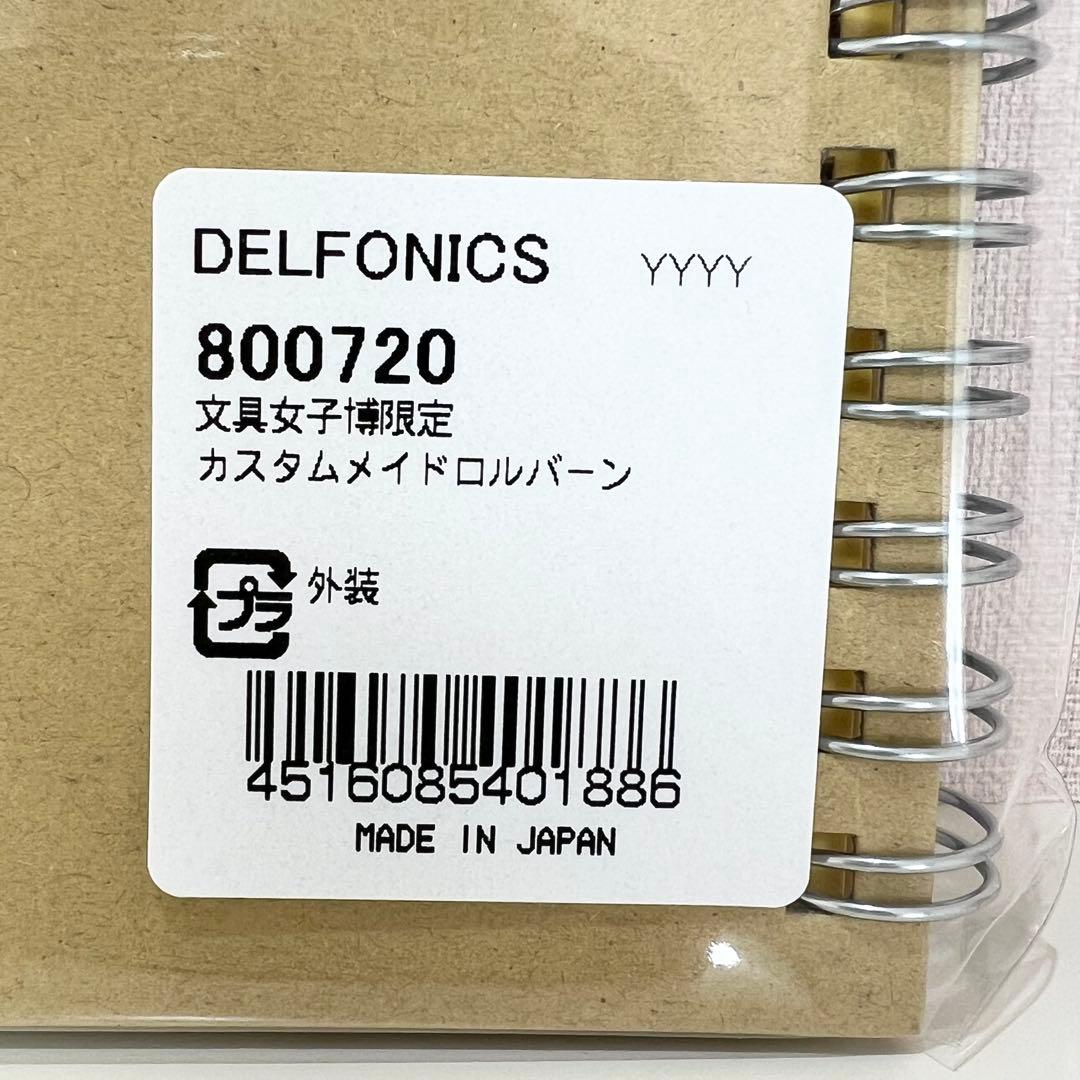 DELFONICS YYYY
800720
文具女子博限定
カスタムメイドロルバーン
プラ 外装
4516085401886
MADE IN JAPAN